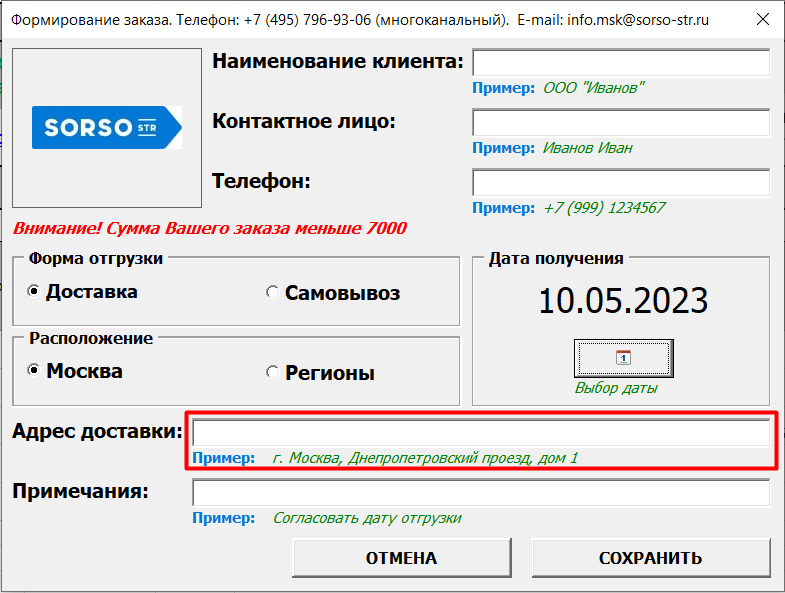 Формирование заказа. Телефон: +7 (495) 796-93-06 (многоканальный).  E-mail: info.msk@sorso-str.ru
SORSO STR
Наименование клиента:
Пример: ООО "Иванов"
Контактное лицо:
Пример: Иванов Иван
Телефон:
Пример: +7 (999) 1234567
Внимание! Сумма Вашего заказа меньше 7000
Форма отгрузки
Доставка
Самовывоз
Расположение
Москва
Регионы
Дата получения
10.05.2023
1
Выбор даты
Адрес доставки:
Пример: г. Москва, Днепропетровский проезд, дом 1
Примечания:
Пример: Согласовать дату отгрузки
ОТМЕНА
СОХРАНИТЬ